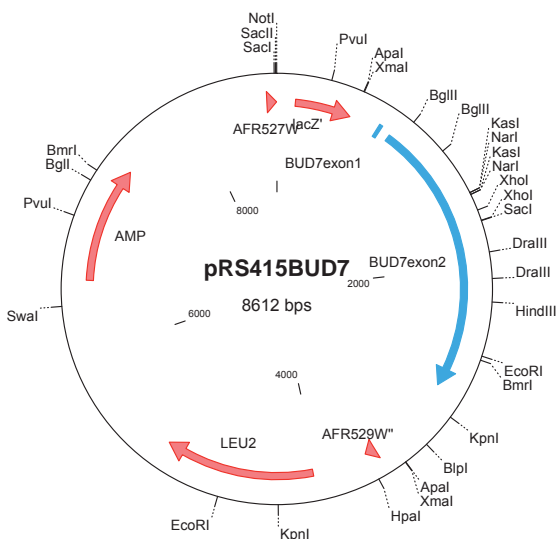 NotI
SacII
SacI
PvuI
ApaI
XmaI
BglII
BglII
KasI
NarI
KasI
NarI
XhoI
XhoI
SacI
DraIII
DraIII
HindIII
EcoRI
BmrI
KpnI
BlpI
ApaI
XmaI
HpaI
KpnI
EcoRI
SwaI
PvuI
BglI
BmrI
AFR527W
lacZ'
BUD7exon1
8000
AMP
pRS415BUD7
8612 bps
BUD7exon2
2000
6000
4000
LEU2
AFR529W"